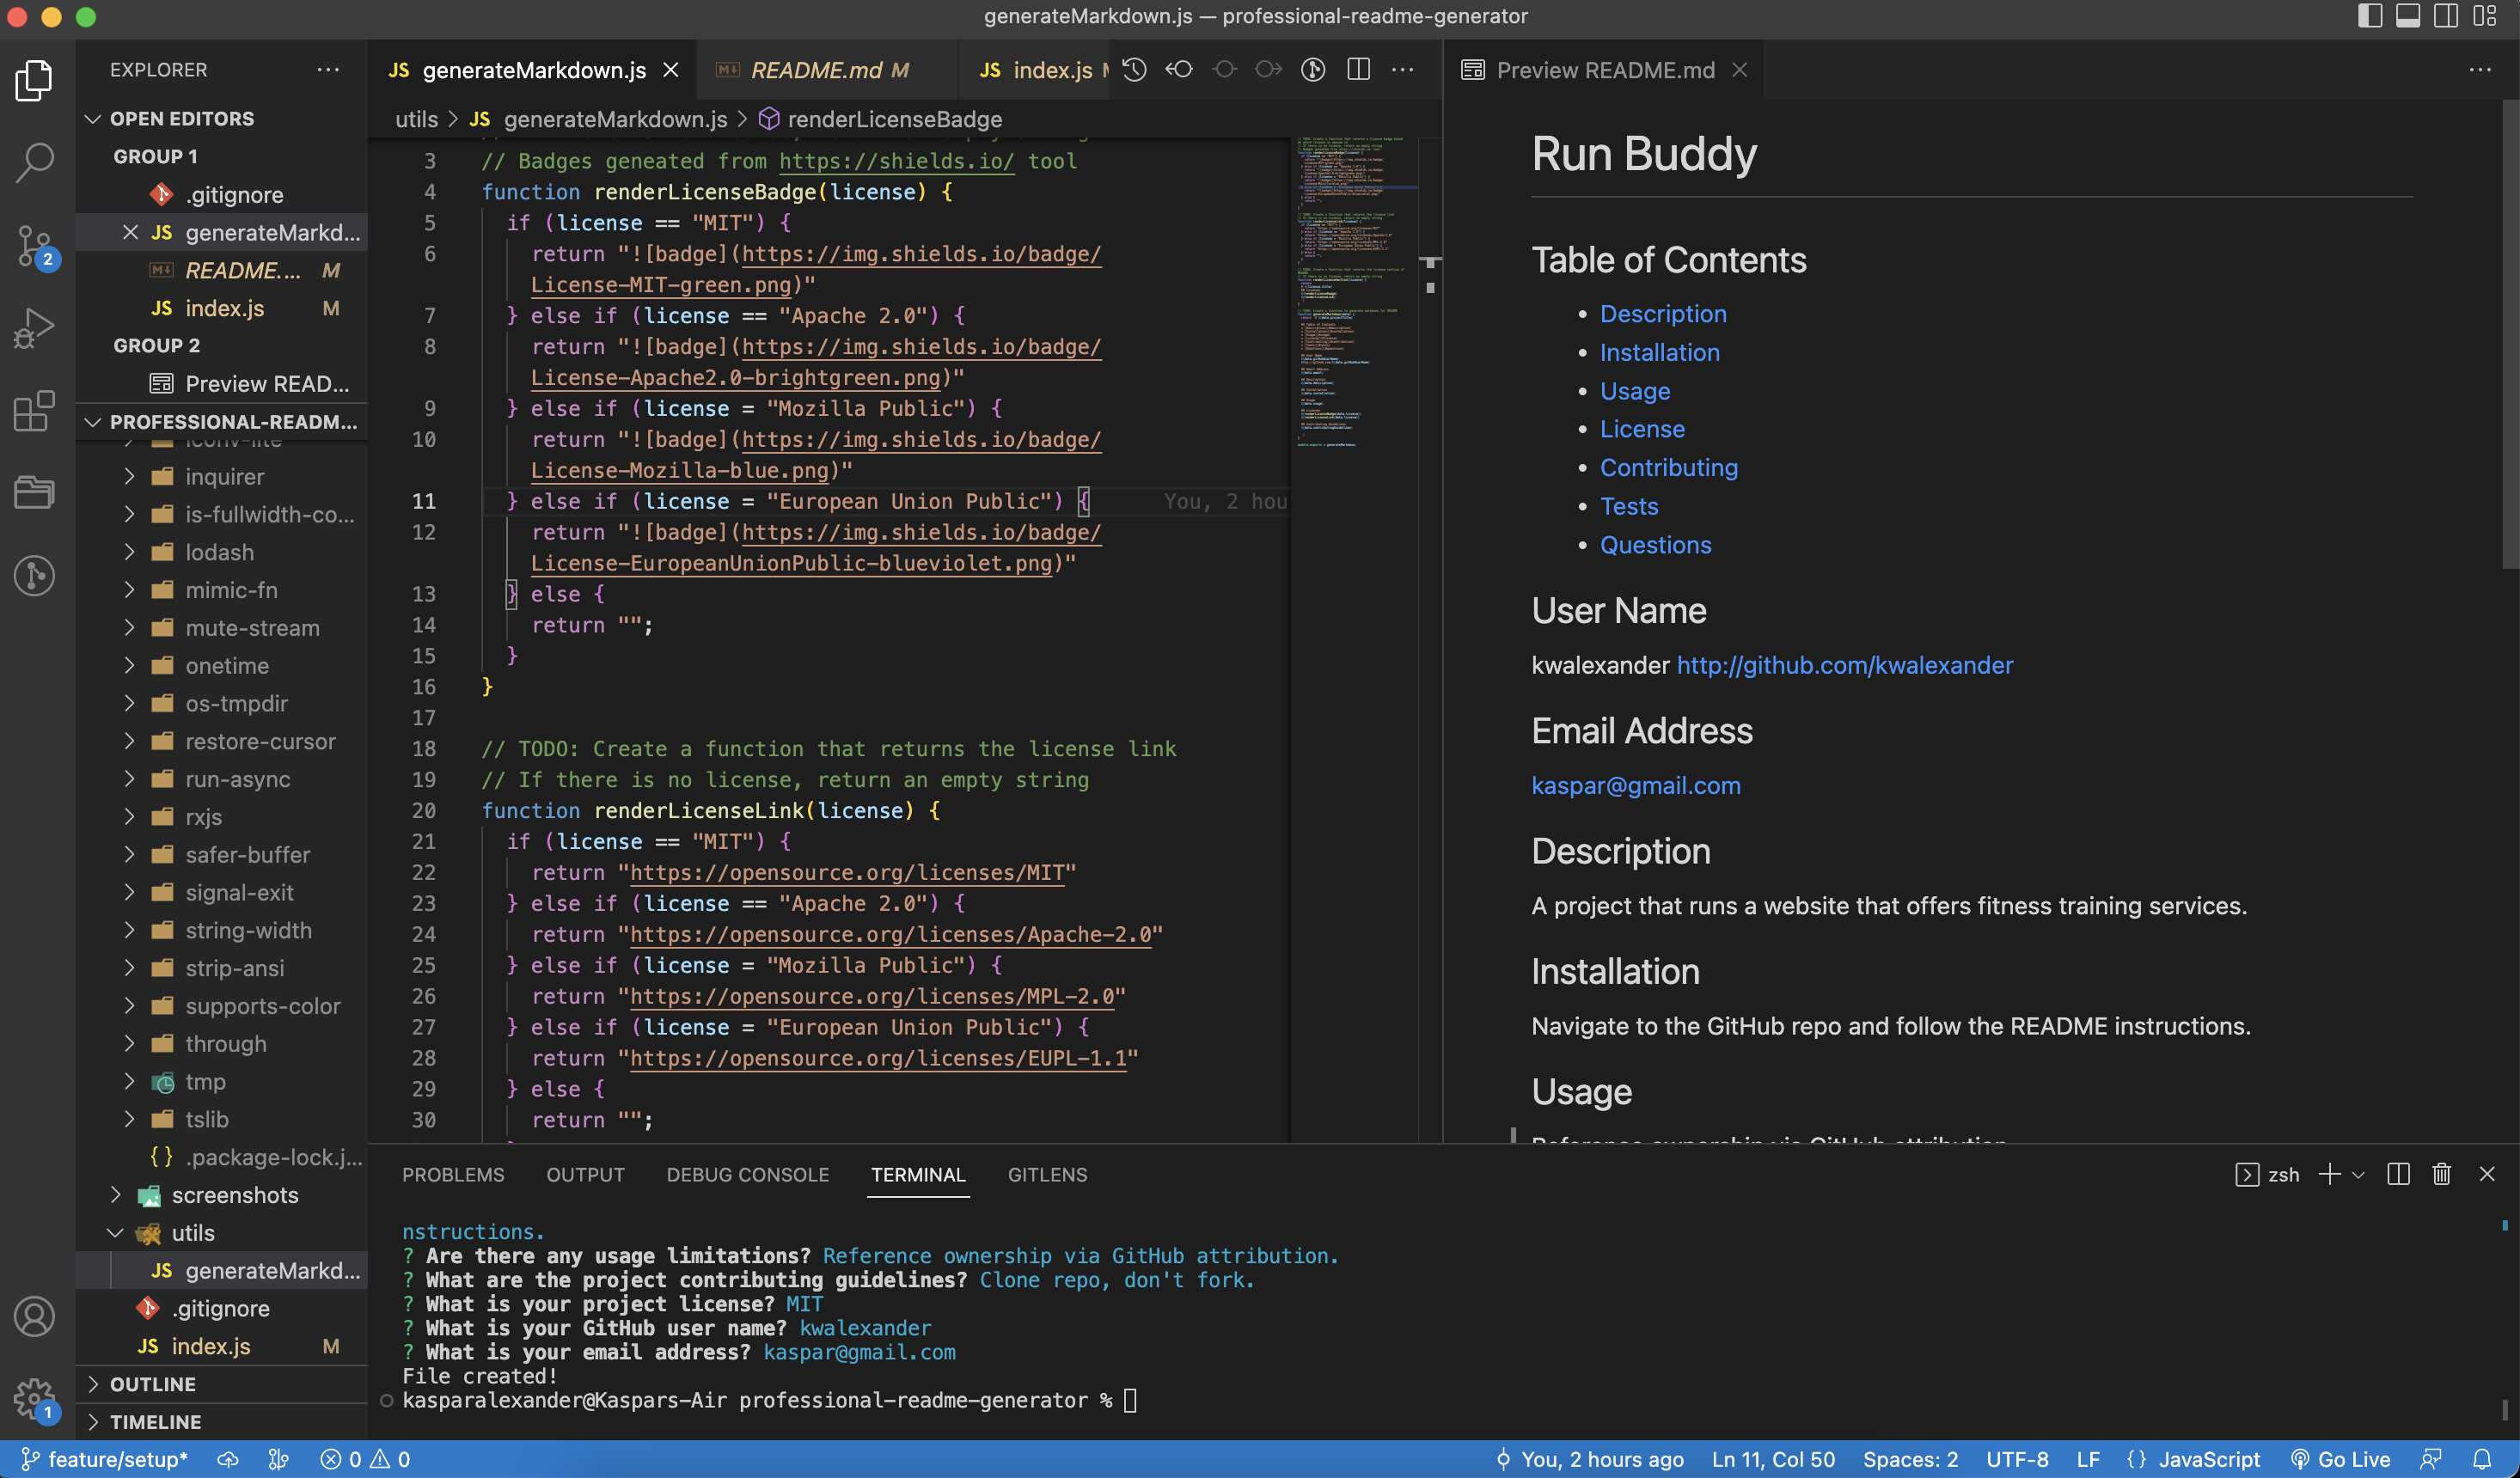 generateMarkdown.js — professional-readme-generator
EXPLORER
OPEN EDITORS
GROUP 1
.gitignore
JS generateMarkd...
README.... M
JS index.js M
GROUP 2
Preview READ...
PROFESSIONAL-READM...
iconv-lite
inquirer
is-fullwidth-co...
lodash
mimic-fn
mute-stream
onetime
os-tmpdir
restore-cursor
run-async
rxjs
safer-buffer
signal-exit
string-width
strip-ansi
supports-color
through
tmp
tslib
{ } .package-lock.j...
screenshots
utils
JS generateMarkd...
.gitignore
JS index.js M
OUTLINE
TIMELINE
2
1
JS generateMarkdown.js
README.md M
JS index.js
utils > JS generateMarkdown.js > renderLicenseBadge
3 // Badges geneated from https://shields.io/ tool
4 function renderLicenseBadge(license) {
5 if (license == "MIT") {
6 return "![badge](https://img.shields.io/badge/
License-MIT-green.png)"
7 } else if (license == "Apache 2.0") {
8 return "![badge](https://img.shields.io/badge/
License-Apache2.0-brightgreen.png)"
9 } else if (license = "Mozilla Public") {
10 return "![badge](https://img.shields.io/badge/
License-Mozilla-blue.png)"
11 } else if (license = "European Union Public") { You, 2 hou
12 return "![badge](https://img.shields.io/badge/
License-EuropeanUnionPublic-blueviolet.png)"
13 } else {
14 return "";
15 }
16 }
17
18 // TODO: Create a function that returns the license link
19 // If there is no license, return an empty string
20 function renderLicenseLink(license) {
21 if (license == "MIT") {
22 return "https://opensource.org/licenses/MIT"
23 } else if (license == "Apache 2.0") {
24 return "https://opensource.org/licenses/Apache-2.0"
25 } else if (license = "Mozilla Public") {
26 return "https://opensource.org/licenses/MPL-2.0"
27 } else if (license = "European Union Public") {
28 return "https://opensource.org/licenses/EUPL-1.1"
29 } else {
30 return "";
Preview README.md
Run Buddy
Table of Contents
• Description
• Installation
• Usage
• License
• Contributing
• Tests
• Questions
User Name
kwalexander http://github.com/kwalexander
Email Address
kaspar@gmail.com
Description
A project that runs a website that offers fitness training services.
Installation
Navigate to the GitHub repo and follow the README instructions.
Usage
Reference ownership via GitHub attribution.
PROBLEMS OUTPUT DEBUG CONSOLE TERMINAL GITLENS
zsh
nstructions.
? Are there any usage limitations? Reference ownership via GitHub attribution.
? What are the project contributing guidelines? Clone repo, don't fork.
? What is your project license? MIT
? What is your GitHub user name? kwalexander
? What is your email address? kaspar@gmail.com
File created!
kasparalexander@Kaspars-Air professional-readme-generator %
feature/setup* 0 0 You, 2 hours ago Ln 11, Col 50 Spaces: 2 UTF-8 LF { } JavaScript Go Live